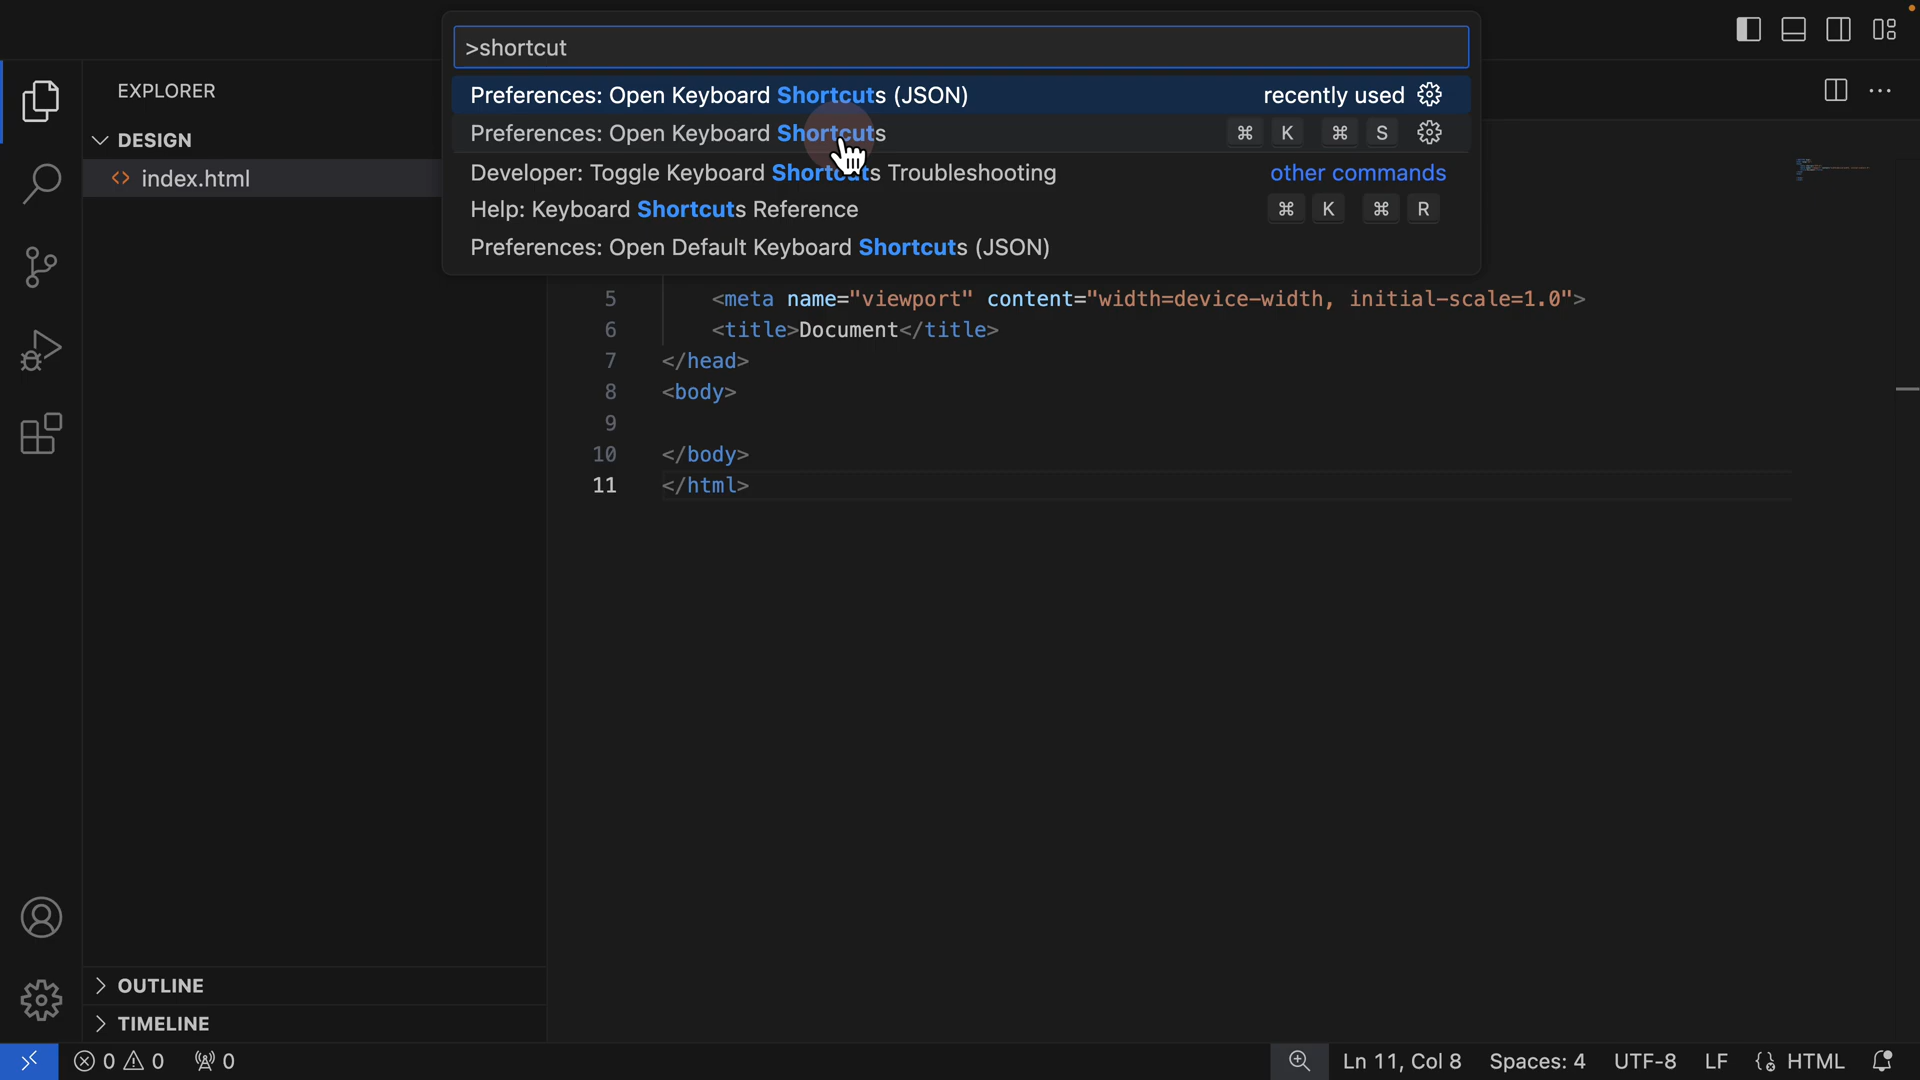 >shortcut
Preferences: Open Keyboard Shortcuts (JSON) recently used
Preferences: Open Keyboard Shortcuts ⌘ K ⌘ S
Developer: Toggle Keyboard Shortcuts Troubleshooting other commands
Help: Keyboard Shortcuts Reference ⌘ K ⌘ R
Preferences: Open Default Keyboard Shortcuts (JSON)
EXPLORER
DESIGN
<> index.html
5 <meta name="viewport" content="width=device-width, initial-scale=1.0">
6 <title>Document</title>
7 </head>
8 <body>
9
10 </body>
11 </html>
OUTLINE
TIMELINE
0 0 0 Ln 11, Col 8 Spaces: 4 UTF-8 LF HTML